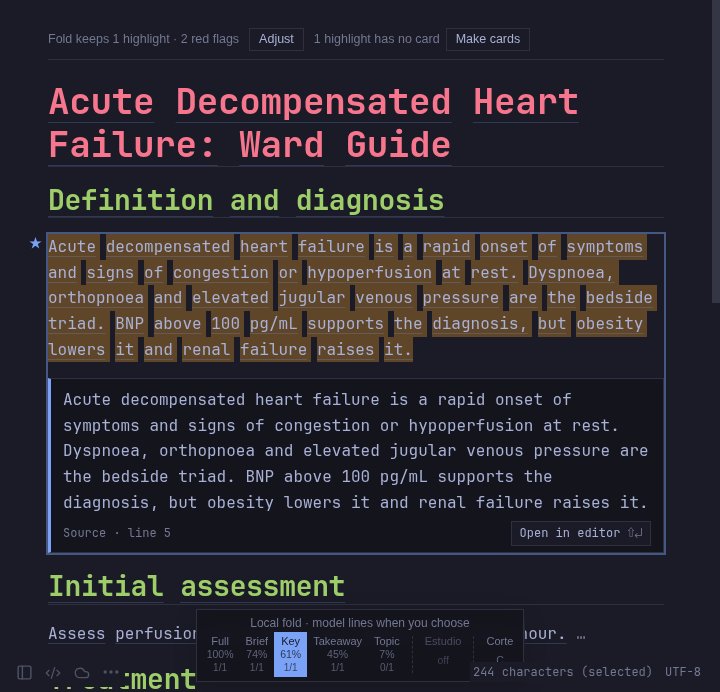 Fold keeps 1 highlight · 2 red flags Adjust 1 highlight has no card Make cards
Acute Decompensated Heart
Failure: Ward Guide
Definition and diagnosis
★ Acute decompensated heart failure is a rapid onset of symptoms
and signs of congestion or hypoperfusion at rest. Dyspnoea,
orthopnoea and elevated jugular venous pressure are the bedside
triad. BNP above 100 pg/mL supports the diagnosis, but obesity
lowers it and renal failure raises it.
Acute decompensated heart failure is a rapid onset of
symptoms and signs of congestion or hypoperfusion at rest.
Dyspnoea, orthopnoea and elevated jugular venous pressure are
the bedside triad. BNP above 100 pg/mL supports the
diagnosis, but obesity lowers it and renal failure raises it.
Source · line 5 Open in editor ⇧↵
Initial assessment
Assess perfusion hour. …
Local fold · model lines when you choose
Full Brief Key Takeaway Topic Estudio Corte
100% 74% 61% 45% 7% off C
1/1 1/1 1/1 1/1 0/1
Treatment
244 characters (selected) UTF-8